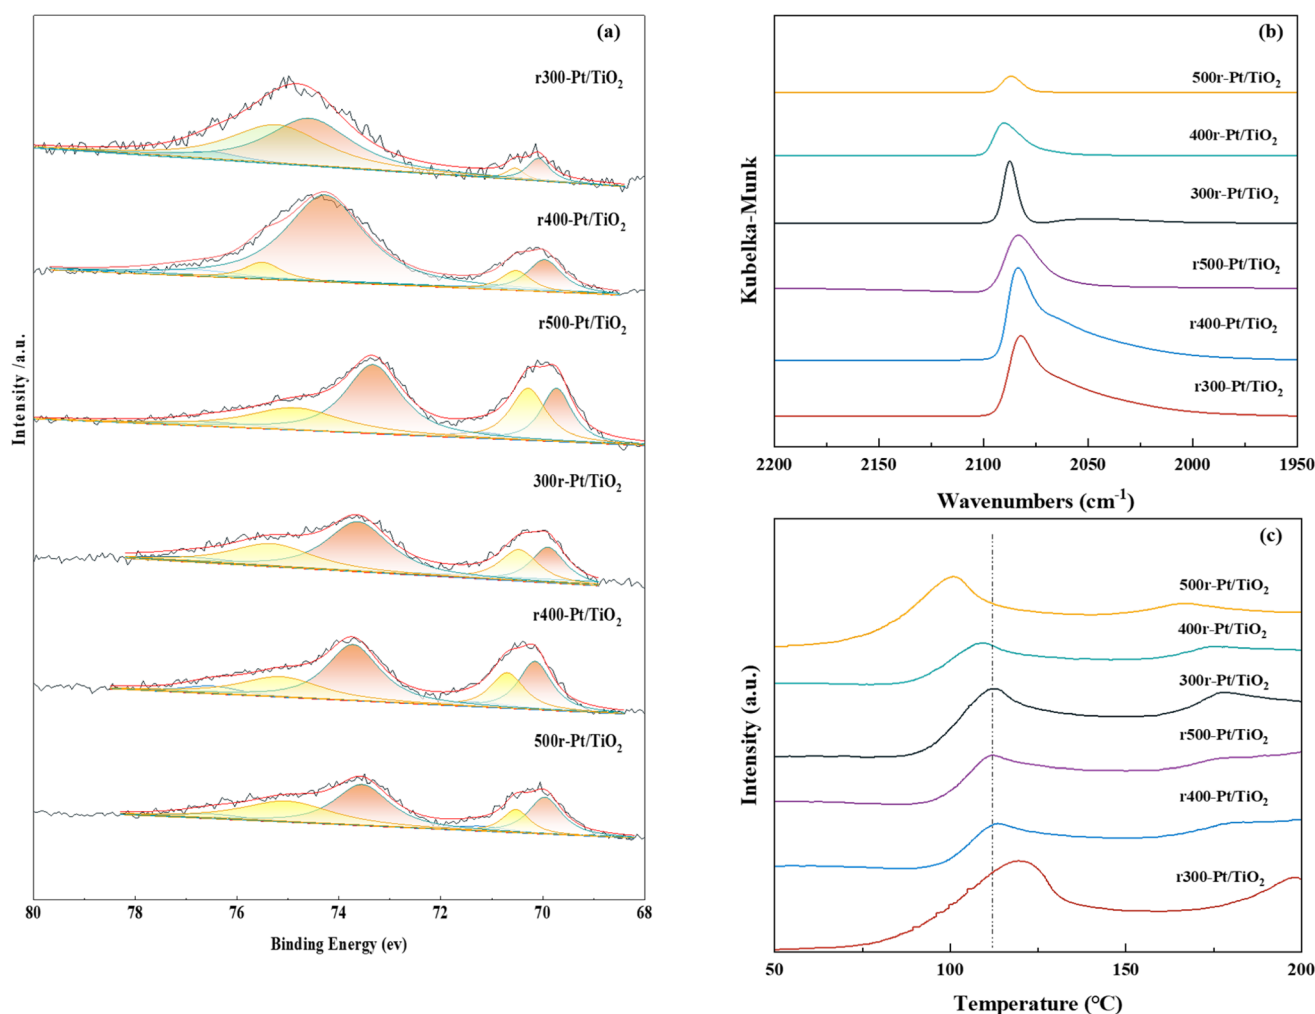 (a)
r300-Pt/TiO₂
r400-Pt/TiO₂
r500-Pt/TiO₂
300r-Pt/TiO₂
r400-Pt/TiO₂
500r-Pt/TiO₂
Intensity /a.u.
80 78 76 74 72 70 68
Binding Energy (ev)
(b)
500r-Pt/TiO₂
400r-Pt/TiO₂
300r-Pt/TiO₂
r500-Pt/TiO₂
r400-Pt/TiO₂
r300-Pt/TiO₂
Kubelka-Munk
2200 2150 2100 2050 2000 1950
Wavenumbers (cm⁻¹)
(c)
500r-Pt/TiO₂
400r-Pt/TiO₂
300r-Pt/TiO₂
r500-Pt/TiO₂
r400-Pt/TiO₂
r300-Pt/TiO₂
Intensity (a.u.)
50 100 150 200
Temperature (°C)